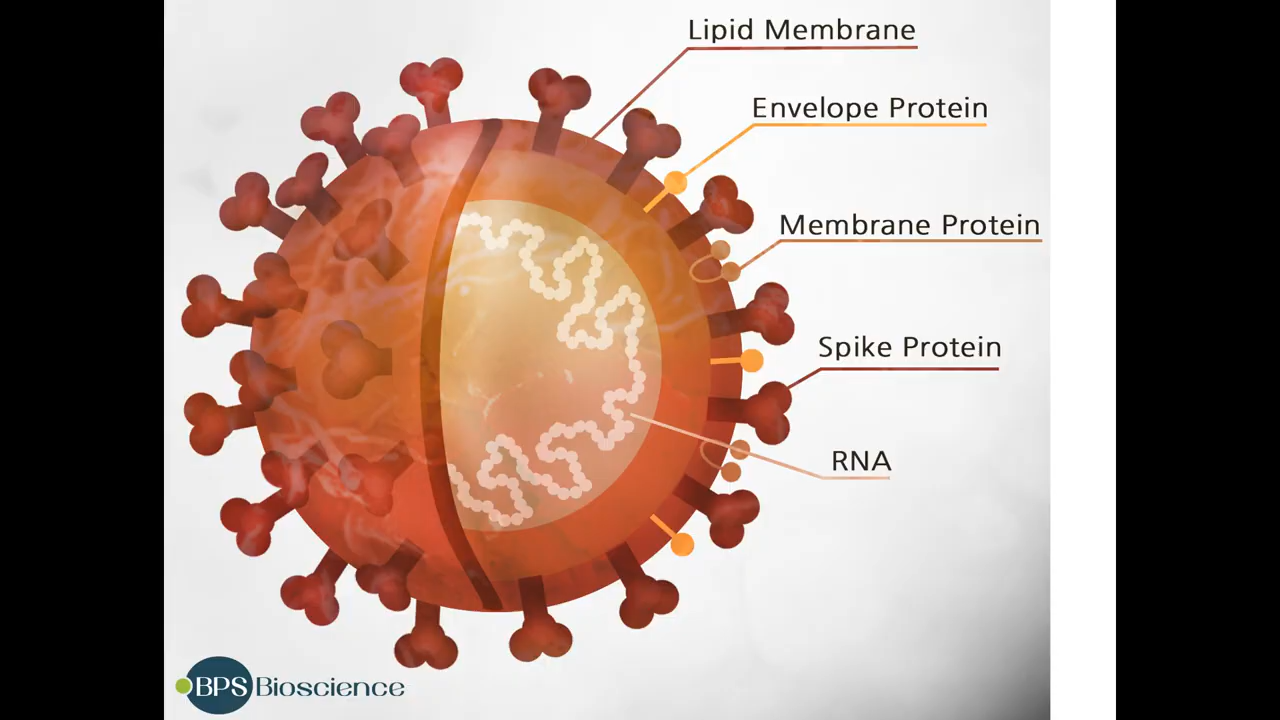 Lipid Membrane
Envelope Protein
Membrane Protein
Spike Protein
RNA
BPS Bioscience